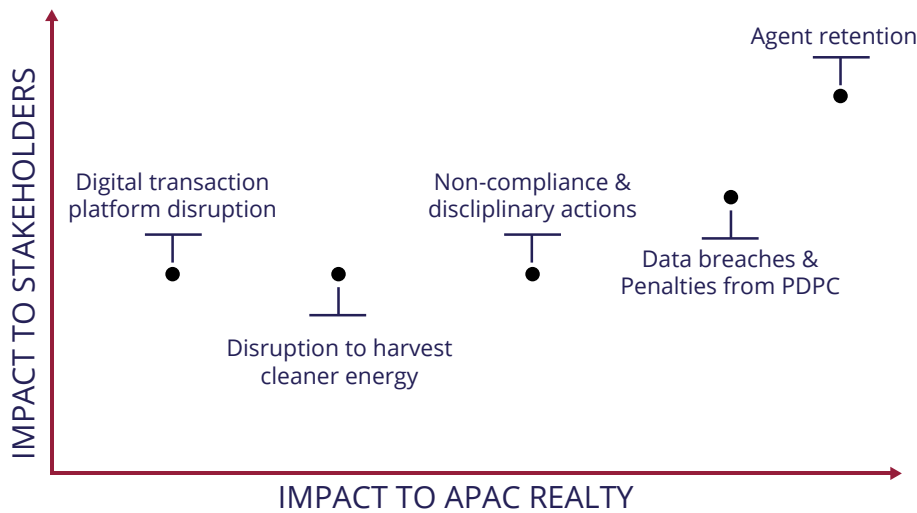 Agent retention
IMPACT TO STAKEHOLDERS
Digital transaction
platform disruption
Non-compliance &
discliplinary actions
Data breaches &
Penalties from PDPC
Disruption to harvest
cleaner energy
IMPACT TO APAC REALTY